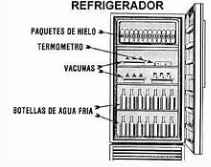 REFRIGERADOR
PAQUETES DE HIELO
TERMOMETRO
VACUNAS
BOTELLAS DE AGUA FRIA